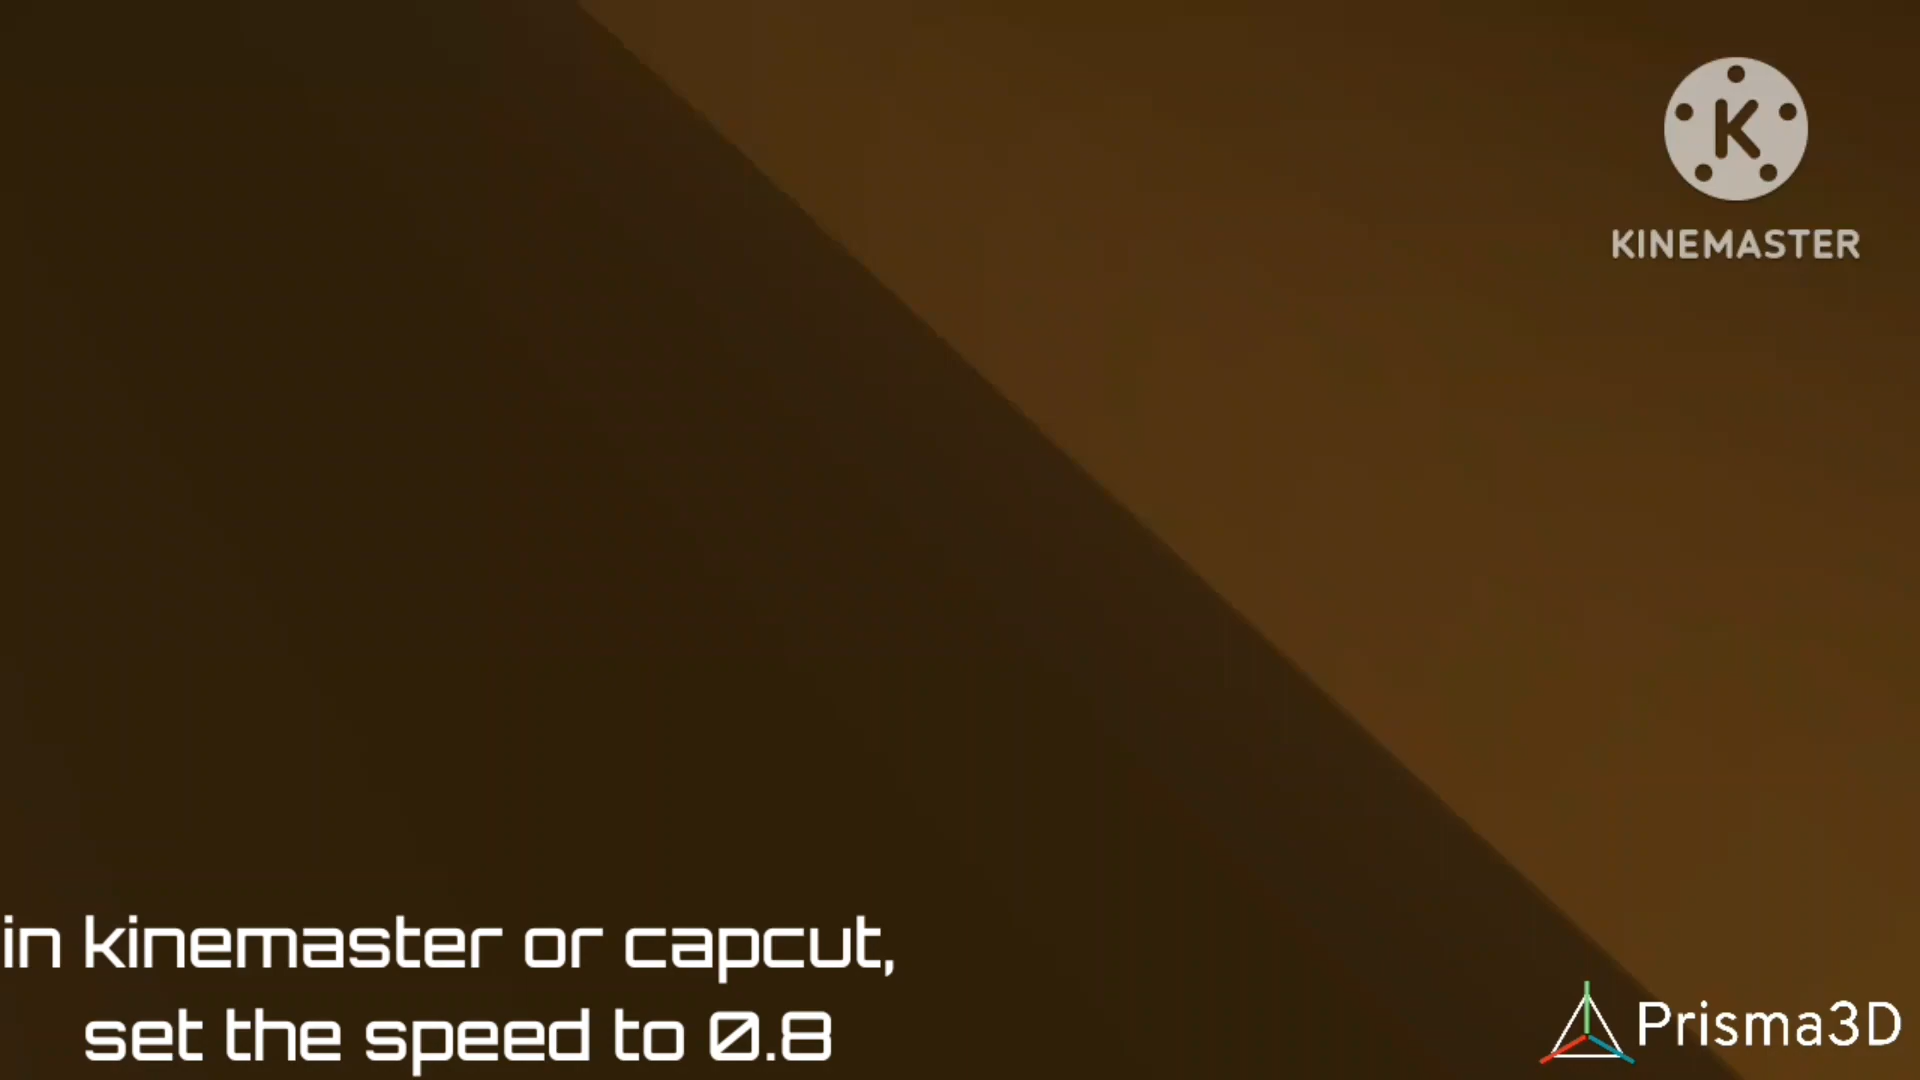 K
KINEMASTER
in kinemaster or capcut,
set the speed to 0.8
Prisma3D